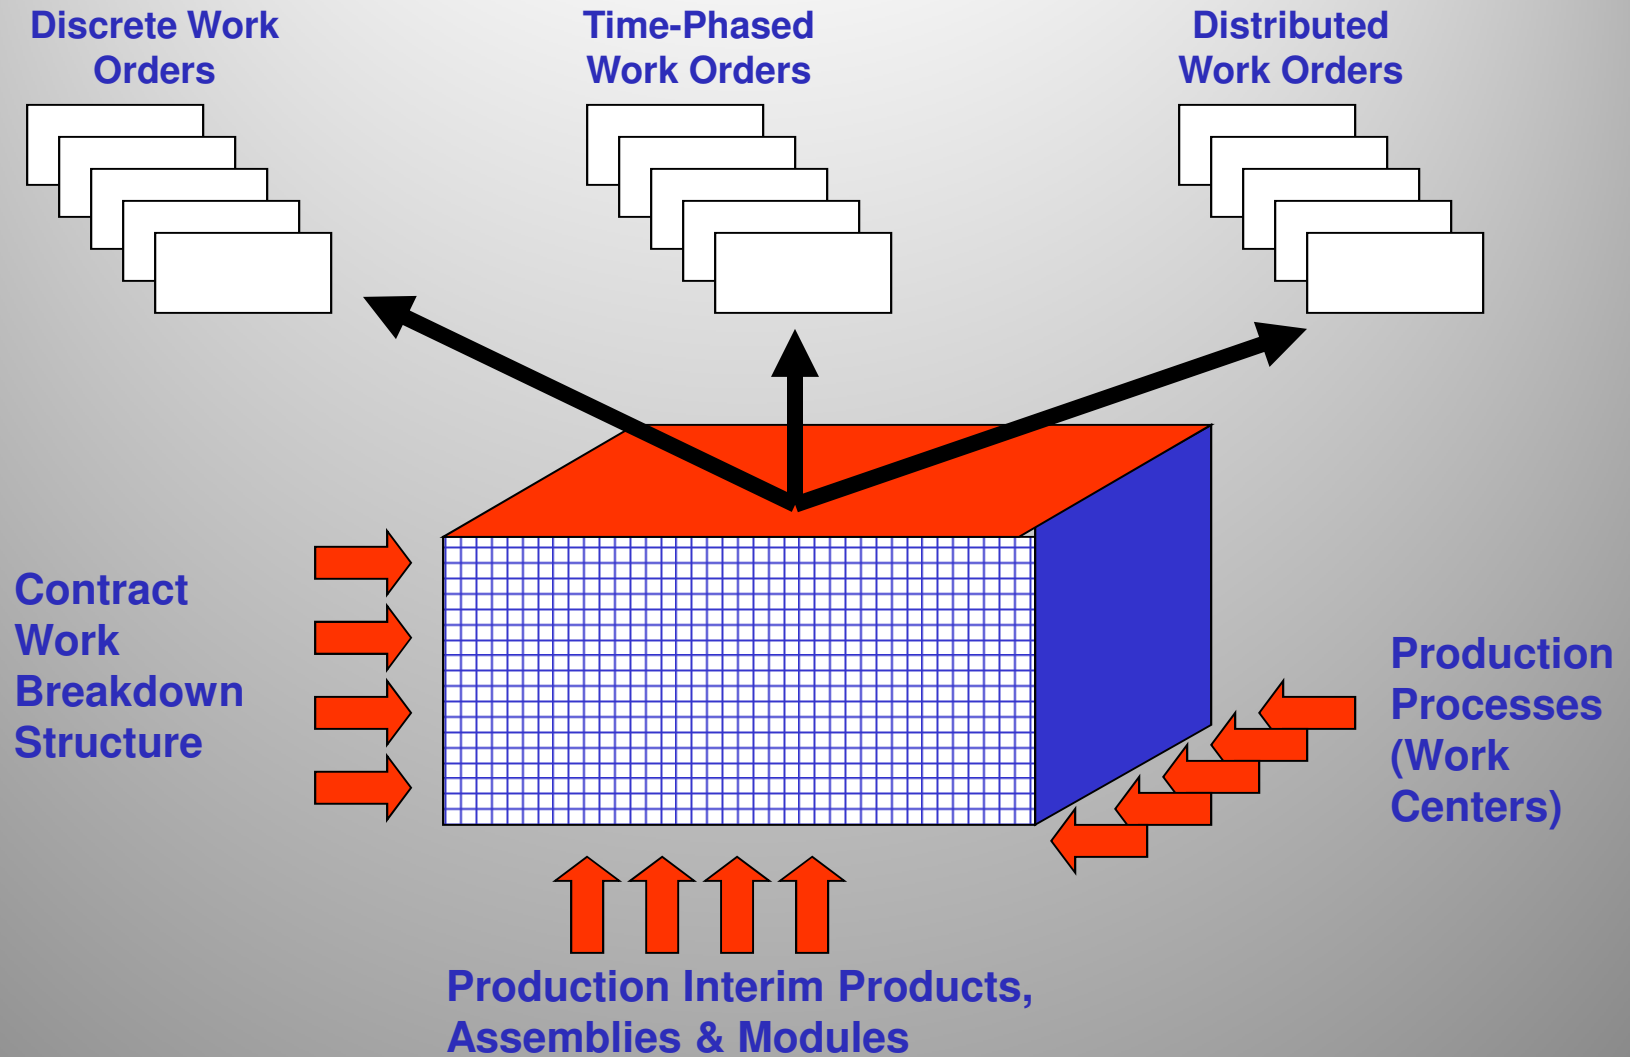 Discrete Work
Orders
Time-Phased
Work Orders
Distributed
Work Orders
Contract
Work
Breakdown
Structure
Production
Processes
(Work
Centers)
Production Interim Products,
Assemblies & Modules